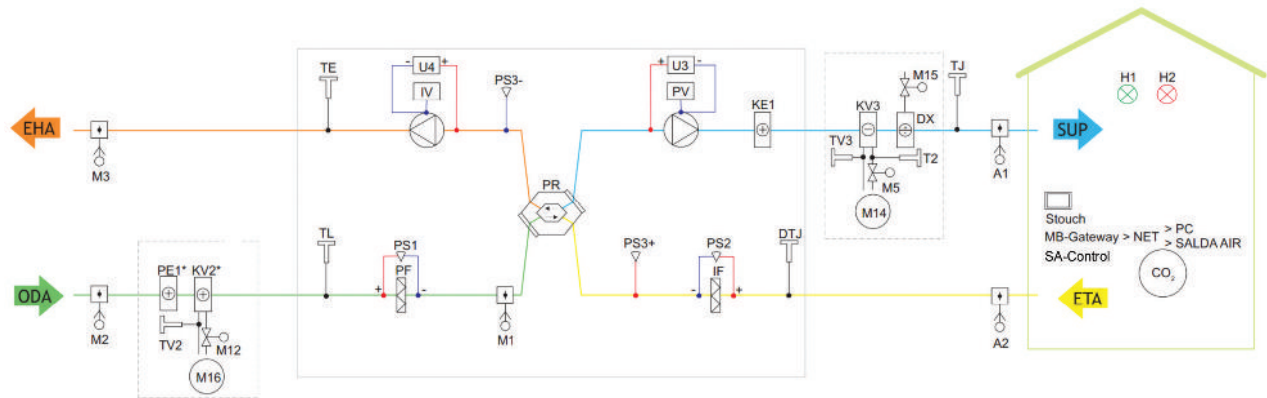 TE
- U4 +
IV
PS3-
+ U3 -
PV
KE1
KV3
M15
DX
TJ
H1 H2
EHA
SUP
M3
TV3
T2
A1
M5
M14
PR
Stouch
MB-Gateway > NET > PC
> SALDA AIR
SA-Control
CO2
TL
PS1
PF
+ -
PS3+
PS2
IF
- +
DTJ
PE1* KV2*
ODA
ETA
M2
TV2
M12
M16
M1
A2